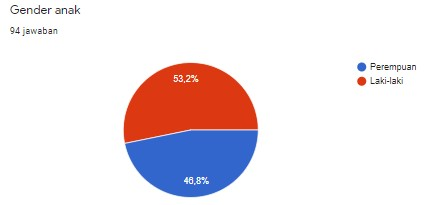 Gender anak
94 jawaban
53,2%
46,8%
Perempuan
Laki-laki